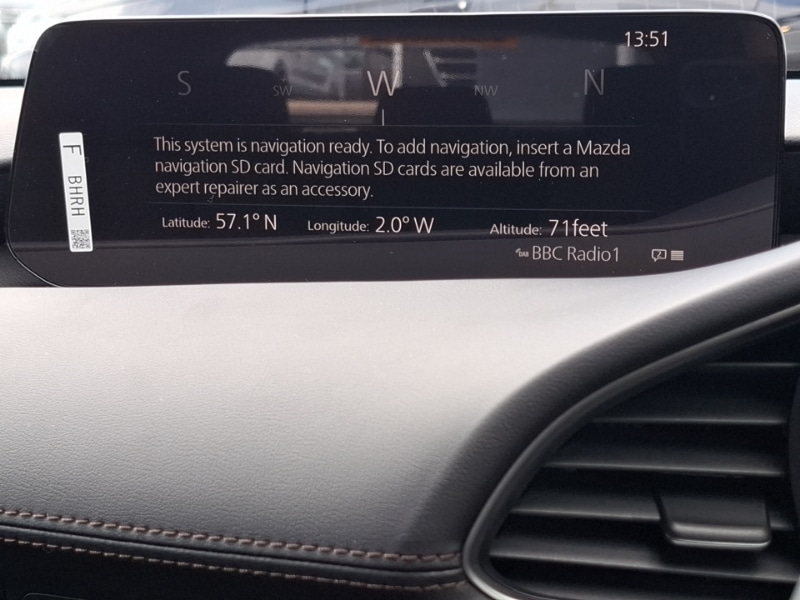 13:51
S SW W NW N
This system is navigation ready. To add navigation, insert a Mazda
navigation SD card. Navigation SD cards are available from an
expert repairer as an accessory.
F BHRH
Latitude: 57.1° N Longitude: 2.0° W Altitude: 71feet
DAB BBC Radio1